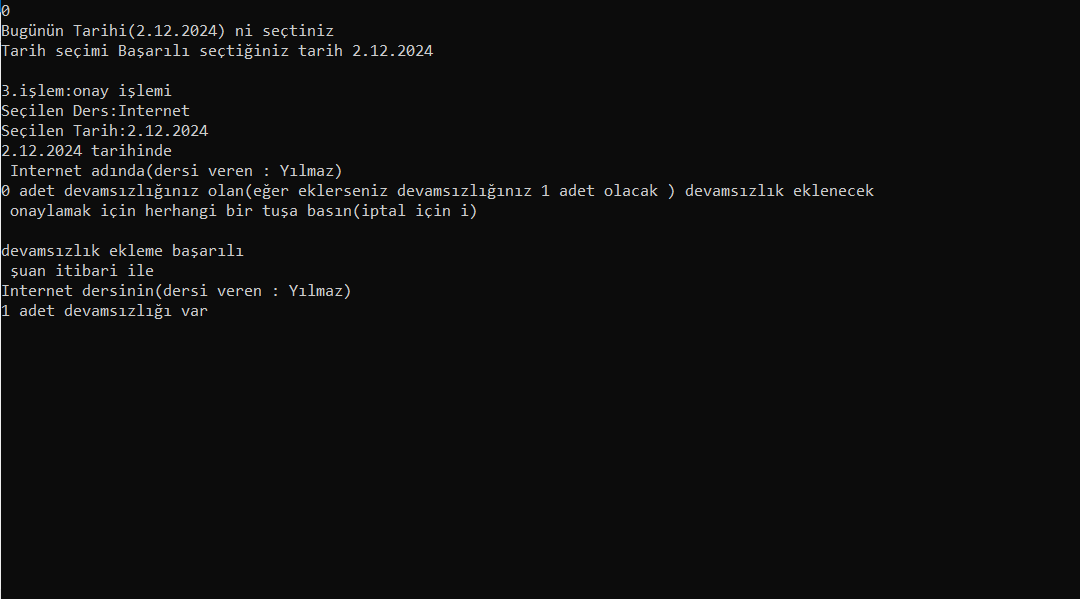 0
Bugünün Tarihi(2.12.2024) ni seçtiniz
Tarih seçimi Başarılı seçtiğiniz tarih 2.12.2024
3.işlem:onay işlemi
Seçilen Ders:Internet
Seçilen Tarih:2.12.2024
2.12.2024 tarihinde
Internet adında(dersi veren : Yılmaz)
0 adet devamsızlığınız olan(eğer eklerseniz devamsızlığınız 1 adet olacak ) devamsızlık eklenecek
onaylamak için herhangi bir tuşa basın(iptal için i)
devamsızlık ekleme başarılı
şuan itibari ile
Internet dersinin(dersi veren : Yılmaz)
1 adet devamsızlığı var